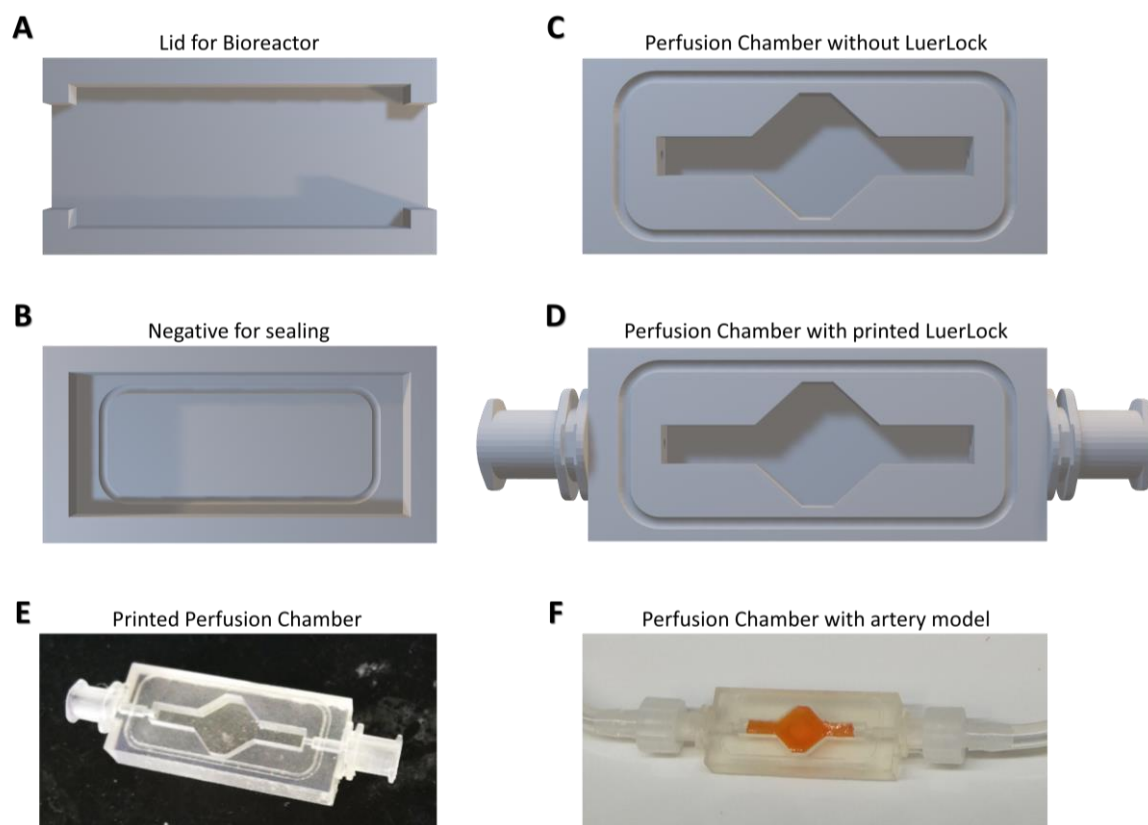 A
Lid for Bioreactor
C
Perfusion Chamber without LuerLock
B
Negative for sealing
D
Perfusion Chamber with printed LuerLock
E
Printed Perfusion Chamber
F
Perfusion Chamber with artery model